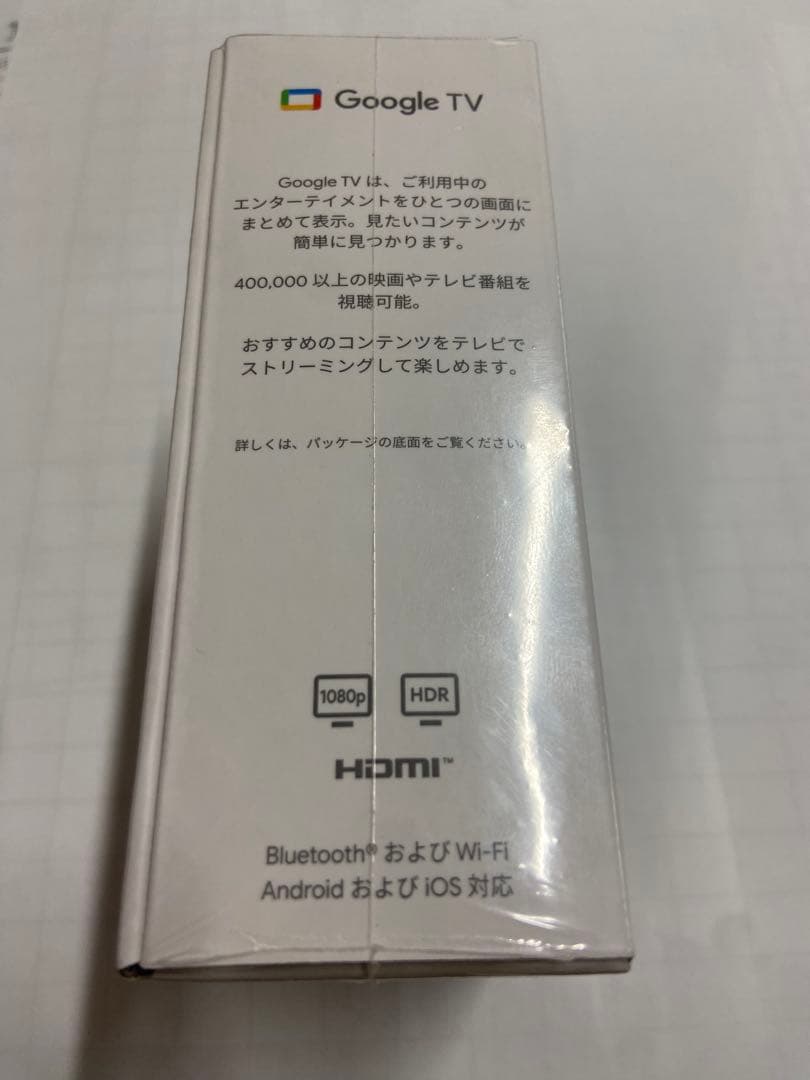 Google TV
Google TV は、ご利用中の
エンターテイメントをひとつの画面に
まとめて表示。見たいコンテンツが
簡単に見つかります。
400,000 以上の映画やテレビ番組を
視聴可能。
おすすめのコンテンツをテレビで
ストリーミングして楽しめます。
詳しくは、パッケージの底面をご覧ください。
1080p HDR
HDMI™
Bluetooth® および Wi-Fi
Android および iOS 対応